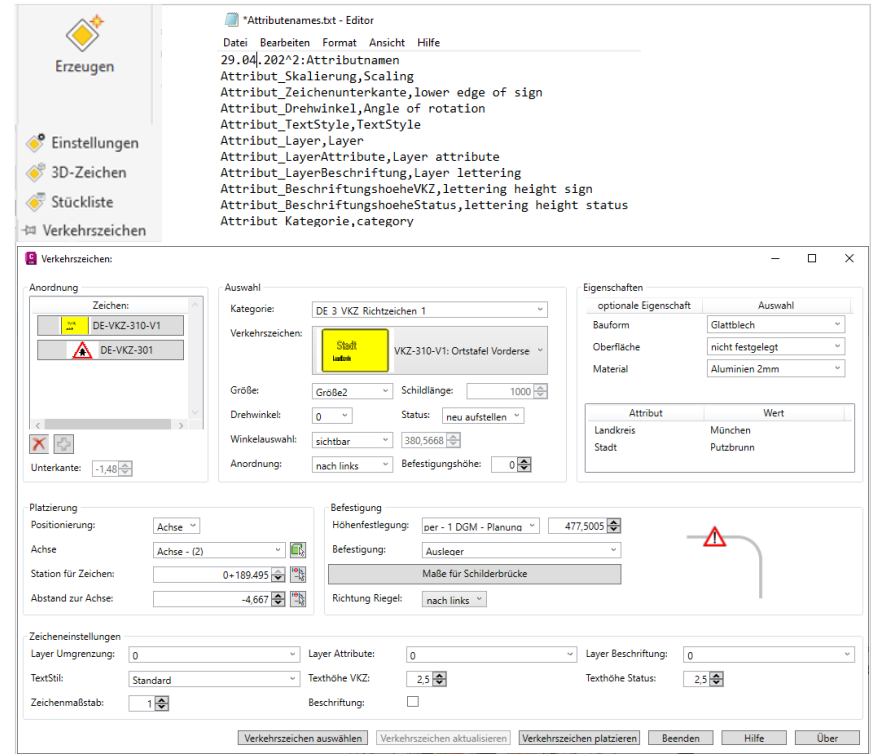 Erzeugen
Einstellungen
3D-Zeichen
Stückliste
Verkehrszeichen
*Attributenames.txt - Editor
Datei Bearbeiten Format Ansicht Hilfe
29.04.202^2:Attributnamen
Attribut_Skalierung,Scaling
Attribut_Zeichenunterkante,lower edge of sign
Attribut_Drehwinkel,Angle of rotation
Attribut_TextStyle,TextStyle
Attribut_Layer,Layer
Attribut_LayerAttribute,Layer attribute
Attribut_LayerBeschriftung,Layer lettering
Attribut_BeschriftungshoeheVKZ,lettering height sign
Attribut_BeschriftungshoeheStatus,lettering height status
Attribut Kategorie,category
Verkehrszeichen:
Anordnung
Zeichen:
DE-VKZ-310-V1
DE-VKZ-301
Unterkante: -1,48
Auswahl
Kategorie: DE 3 VKZ Richtzeichen 1
Verkehrszeichen: Stadt Landkreis VKZ-310-V1: Ortstafel Vorderse
Größe: Größe2 Schildlänge: 1000
Drehwinkel: 0 Status: neu aufstellen
Winkelauswahl: sichtbar 380,5668
Anordnung: nach links Befestigungshöhe: 0
Eigenschaften
optionale Eigenschaft Auswahl
Bauform Glattblech
Oberfläche nicht festgelegt
Material Aluminien 2mm
Attribut Wert
Landkreis München
Stadt Putzbrunn
Platzierung
Positionierung: Achse
Achse Achse - (2)
Station für Zeichen: 0+189.495
Abstand zur Achse: -4,667
Befestigung
Höhenfestlegung: per - 1 DGM - Planung 477,5005
Befestigung: Ausleger
Maße für Schilderbrücke
Richtung Riegel: nach links
Zeicheneinstellungen
Layer Umgrenzung: 0 Layer Attribute: 0 Layer Beschriftung: 0
TextStil: Standard Texthöhe VKZ: 2,5 Texthöhe Status: 2,5
Zeichenmaßstab: 1 Beschriftung:
Verkehrszeichen auswählen Verkehrszeichen aktualisieren Verkehrszeichen platzieren Beenden Hilfe Über